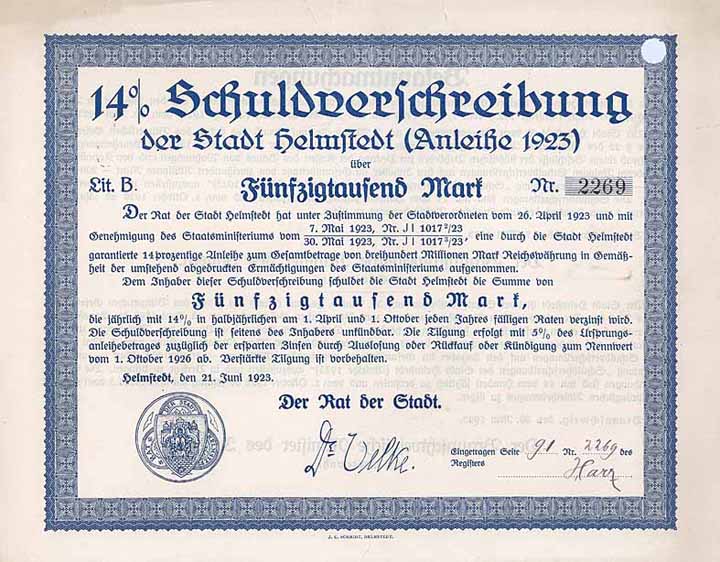 14% Schuldverschreibung
der Stadt Helmstedt (Anleihe 1923)
über
Lit. B. Fünfzigtausend Mark Nr. 2269
Der Rat der Stadt Helmstedt hat unter Zustimmung der Stadtverordneten vom 26. April 1923 und mit
Genehmigung des Staatsministeriums vom 7. Mai 1923, Nr. J I 1017²/23
30. Mai 1923, Nr. J I 1017³/23, eine durch die Stadt Helmstedt
garantierte 14prozentige Anleihe zum Gesamtbetrage von dreihundert Millionen Mark Reichswährung in Gemäß-
heit der umstehend abgedruckten Ermächtigungen des Staatsministeriums aufgenommen.
Dem Inhaber dieser Schuldverschreibung schuldet die Stadt Helmstedt die Summe von
Fünfzigtausend Mark,
die jährlich mit 14% in halbjährlichen am 1. April und 1. Oktober jeden Jahres fälligen Raten verzinst wird.
Die Schuldverschreibung ist seitens des Inhabers unkündbar. Die Tilgung erfolgt mit 5% des Ursprungs-
anleihebetrages zuzüglich der ersparten Zinsen durch Auslosung oder Rückkauf oder Kündigung zum Nennwert
vom 1. Oktober 1926 ab. Verstärkte Tilgung ist vorbehalten.
Helmstedt, den 21. Juni 1923.
Der Rat der Stadt.
Dr. Velke.
Eingetragen Seite 91 Nr. 2269 des
Registers
Harz
J. C. SCHMIDT, HELMSTEDT.